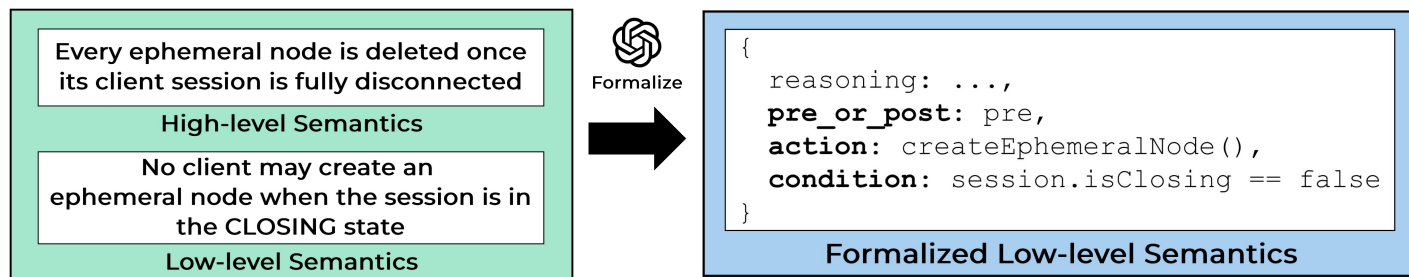 Every ephemeral node is deleted once
its client session is fully disconnected
High-level Semantics
No client may create an
ephemeral node when the session is in
the CLOSING state
Low-level Semantics
Formalize
{
reasoning: ...,
pre_or_post: pre,
action: createEphemeralNode(),
condition: session.isClosing == false
}
Formalized Low-level Semantics